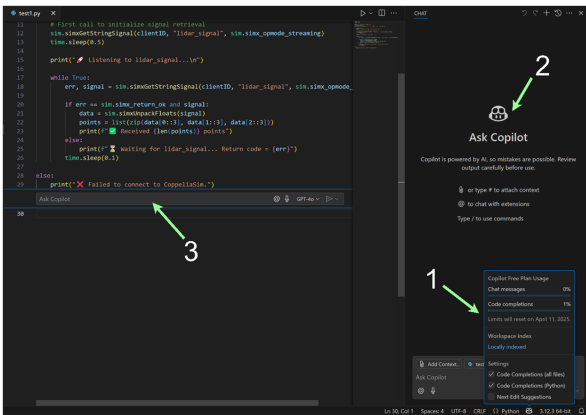 test1.py
CHAT
11 # First call to initialize signal retrieval
12 sim.simxGetStringSignal(clientID, "lidar_signal", sim.simx_opmode_streaming)
13 time.sleep(0.5)
14
15 print("🚀 Listening to lidar_signal...\n")
16
17 while True:
18 err, signal = sim.simxGetStringSignal(clientID, "lidar_signal", sim.simx_opmode_
19
20 if err == sim.simx_return_ok and signal:
21 data = sim.simxUnpackFloats(signal)
22 points = list(zip(data[0::3], data[1::3], data[2::3]))
23 print(f"✅ Received {len(points)} points")
24 else:
25 print(f"⏳ Waiting for lidar_signal... Return code = {err}")
26 time.sleep(0.1)
27
28 else:
29 print("❌ Failed to connect to CoppeliaSim.")
Ask Copilot
GPT-4o
30
3
2
Ask Copilot
Copilot is powered by AI, so mistakes are possible. Review
output carefully before use.
or type # to attach context
@ to chat with extensions
Type / to use commands
1
Copilot Free Plan Usage
Chat messages 0%
Code completions 1%
Limits will reset on April 11, 2025.
Workspace Index
Locally indexed
Settings
Code Completions (all files)
Code Completions (Python)
Next Edit Suggestions
Add Context...
Ask Copilot
Ln 30, Col 1 Spaces: 4 UTF-8 CRLF {} Python 3.12.3 64-bit